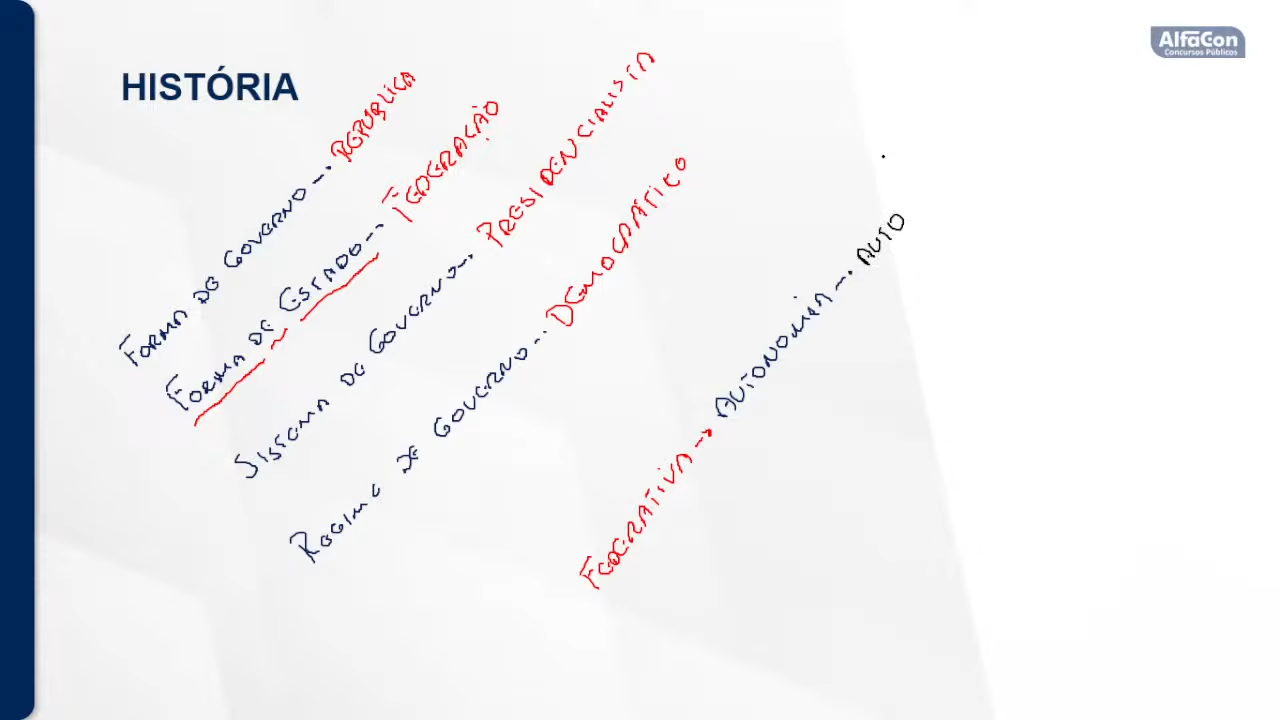 AlfaCon
Concursos Públicos
HISTÓRIA
FORMA DE GOVERNO → REPÚBLICA
FORMA DE ESTADO → FEDERAÇÃO
SISTEMA DE GOVERNO → PRESIDENCIALISTA
REGIME DE GOVERNO → DEMOCRÁTICO
FEDERATIVA → AUTONOMIA → AUTO